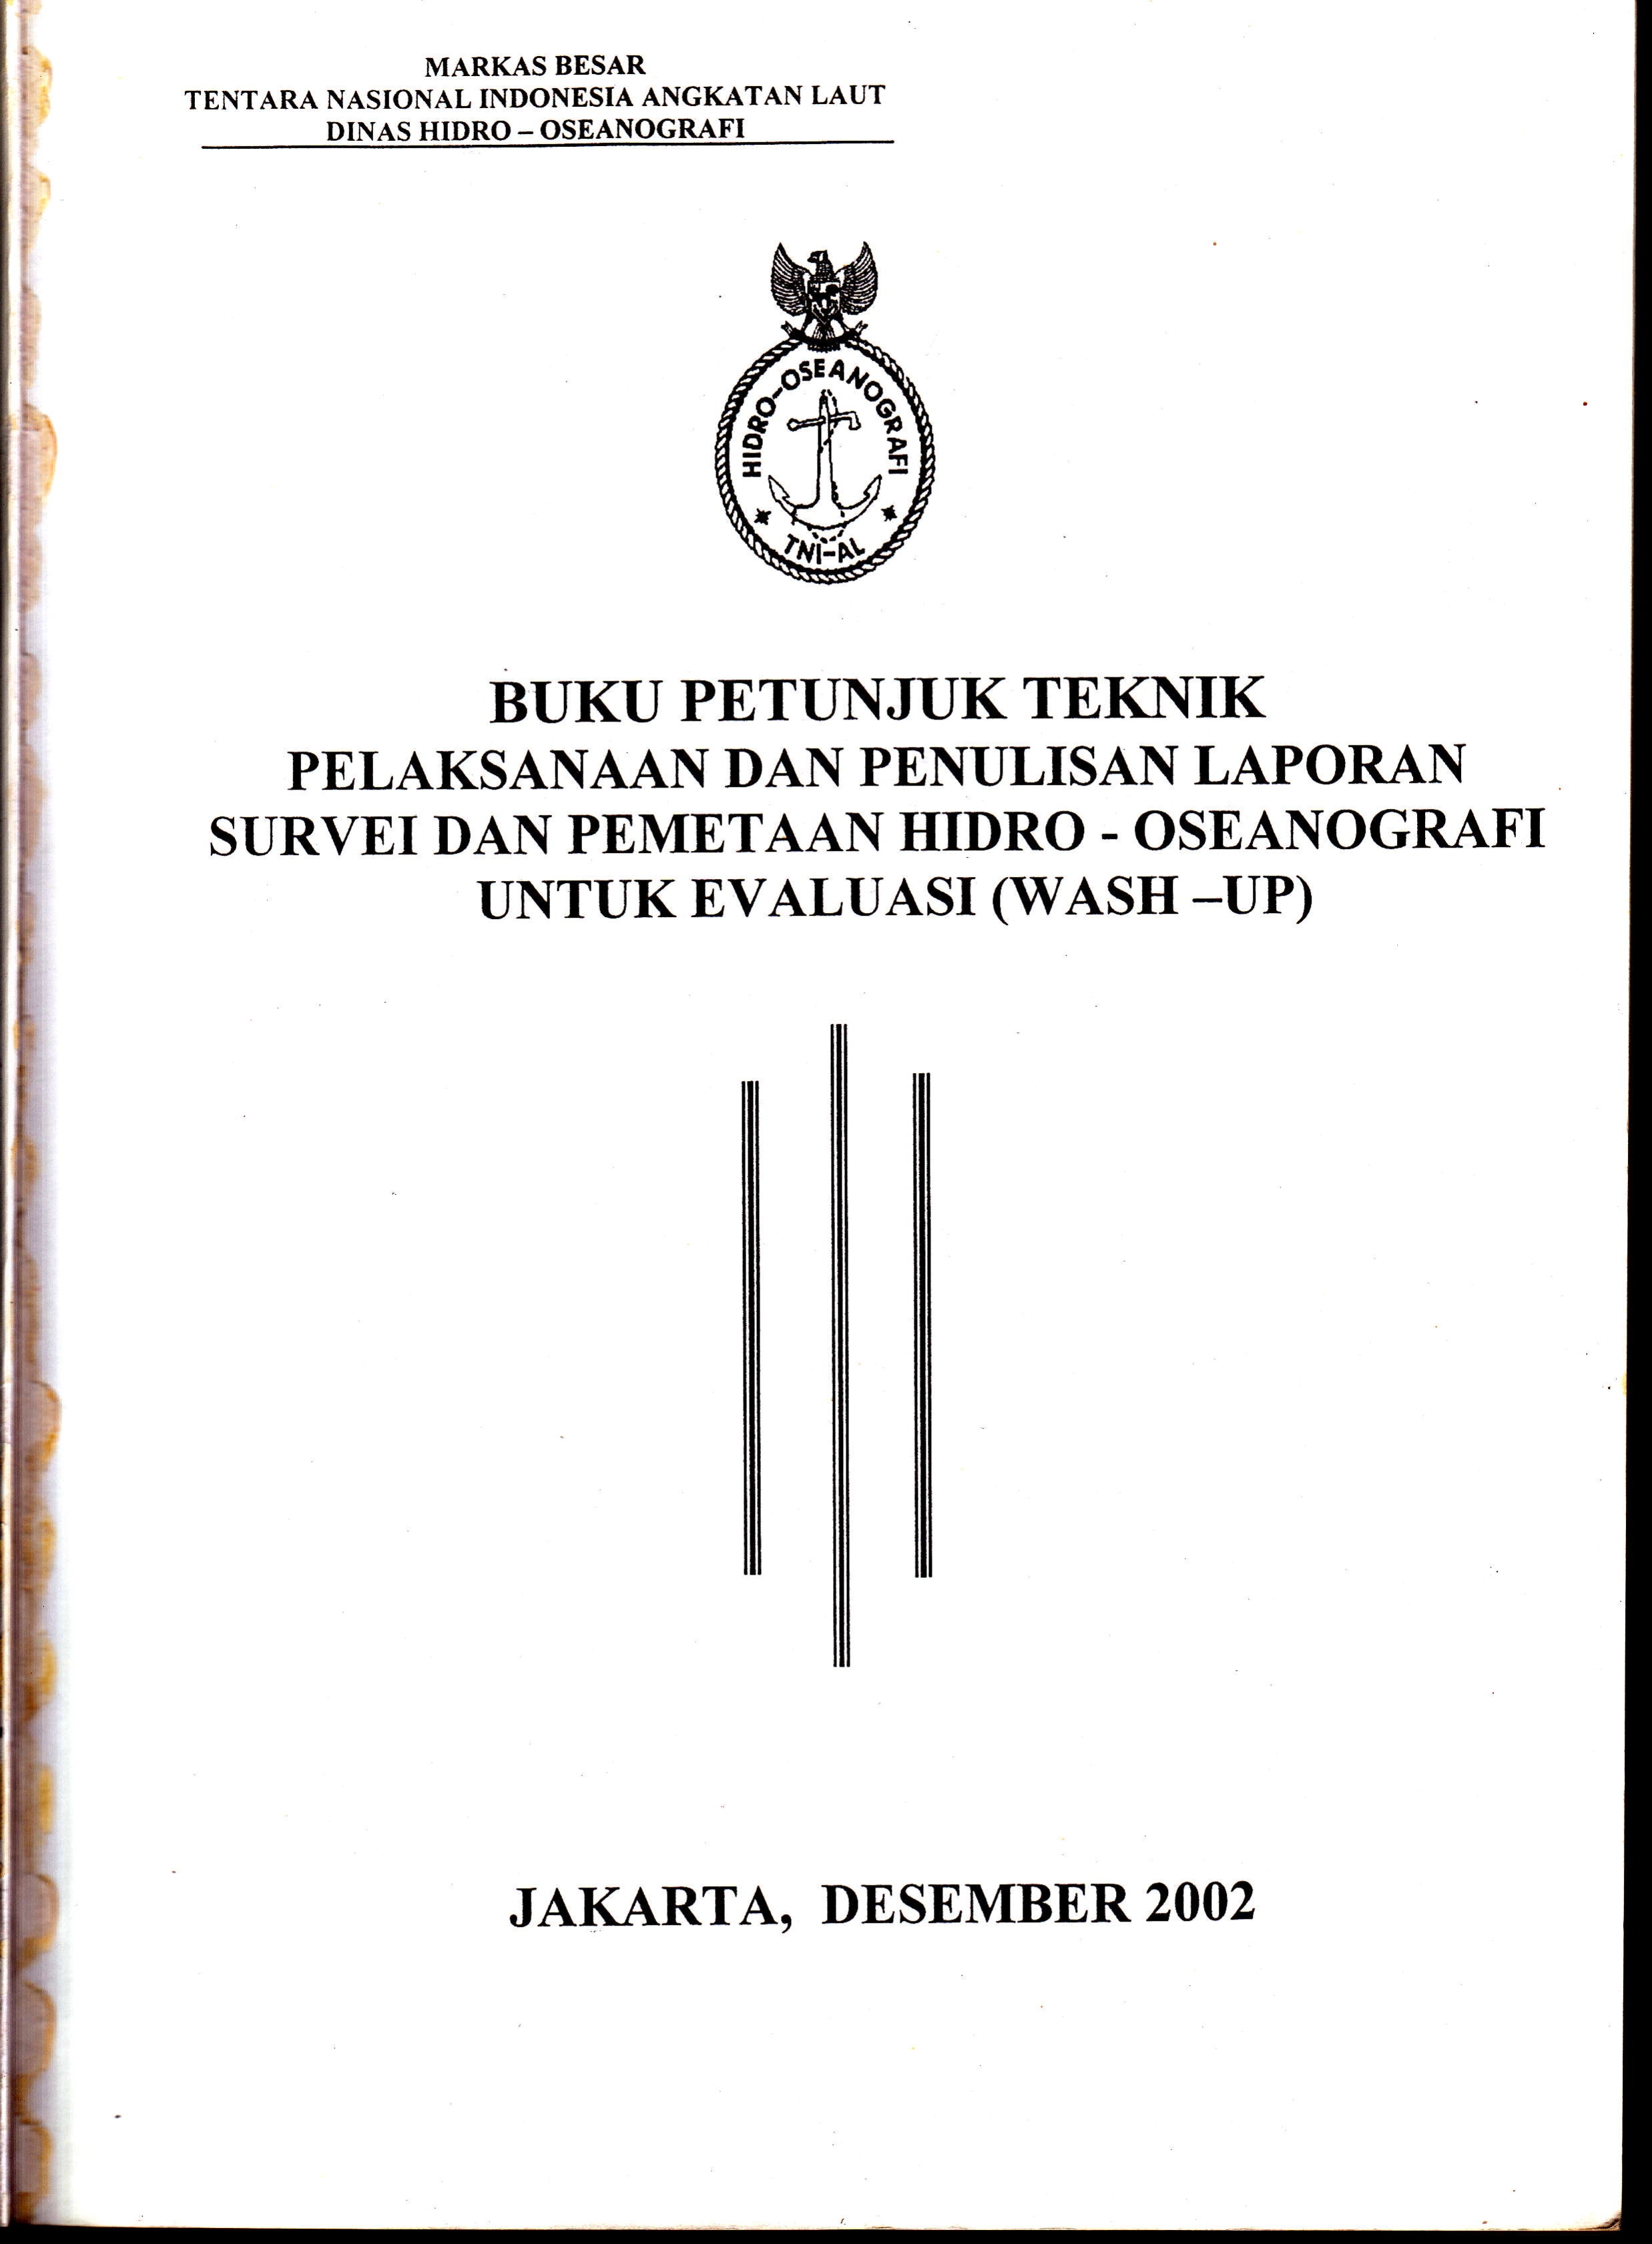 MARKAS BESAR
TENTARA NASIONAL INDONESIA ANGKATAN LAUT
DINAS HIDRO – OSEANOGRAFI
HIDRO-OSEANOGRAFI
TNI-AL
BUKU PETUNJUK TEKNIK
PELAKSANAAN DAN PENULISAN LAPORAN
SURVEI DAN PEMETAAN HIDRO - OSEANOGRAFI
UNTUK EVALUASI (WASH –UP)
JAKARTA, DESEMBER 2002